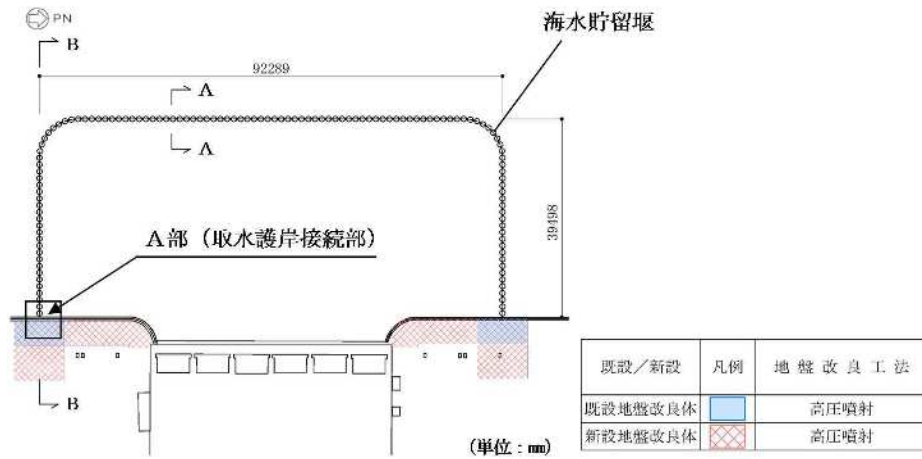 PN
海水貯留堰
B
92289
A
A
39498
A部（取水護岸接続部）
B
(単位：mm)
既設／新設 凡例 地盤改良工法
既設地盤改良体 高圧噴射
新設地盤改良体 高圧噴射